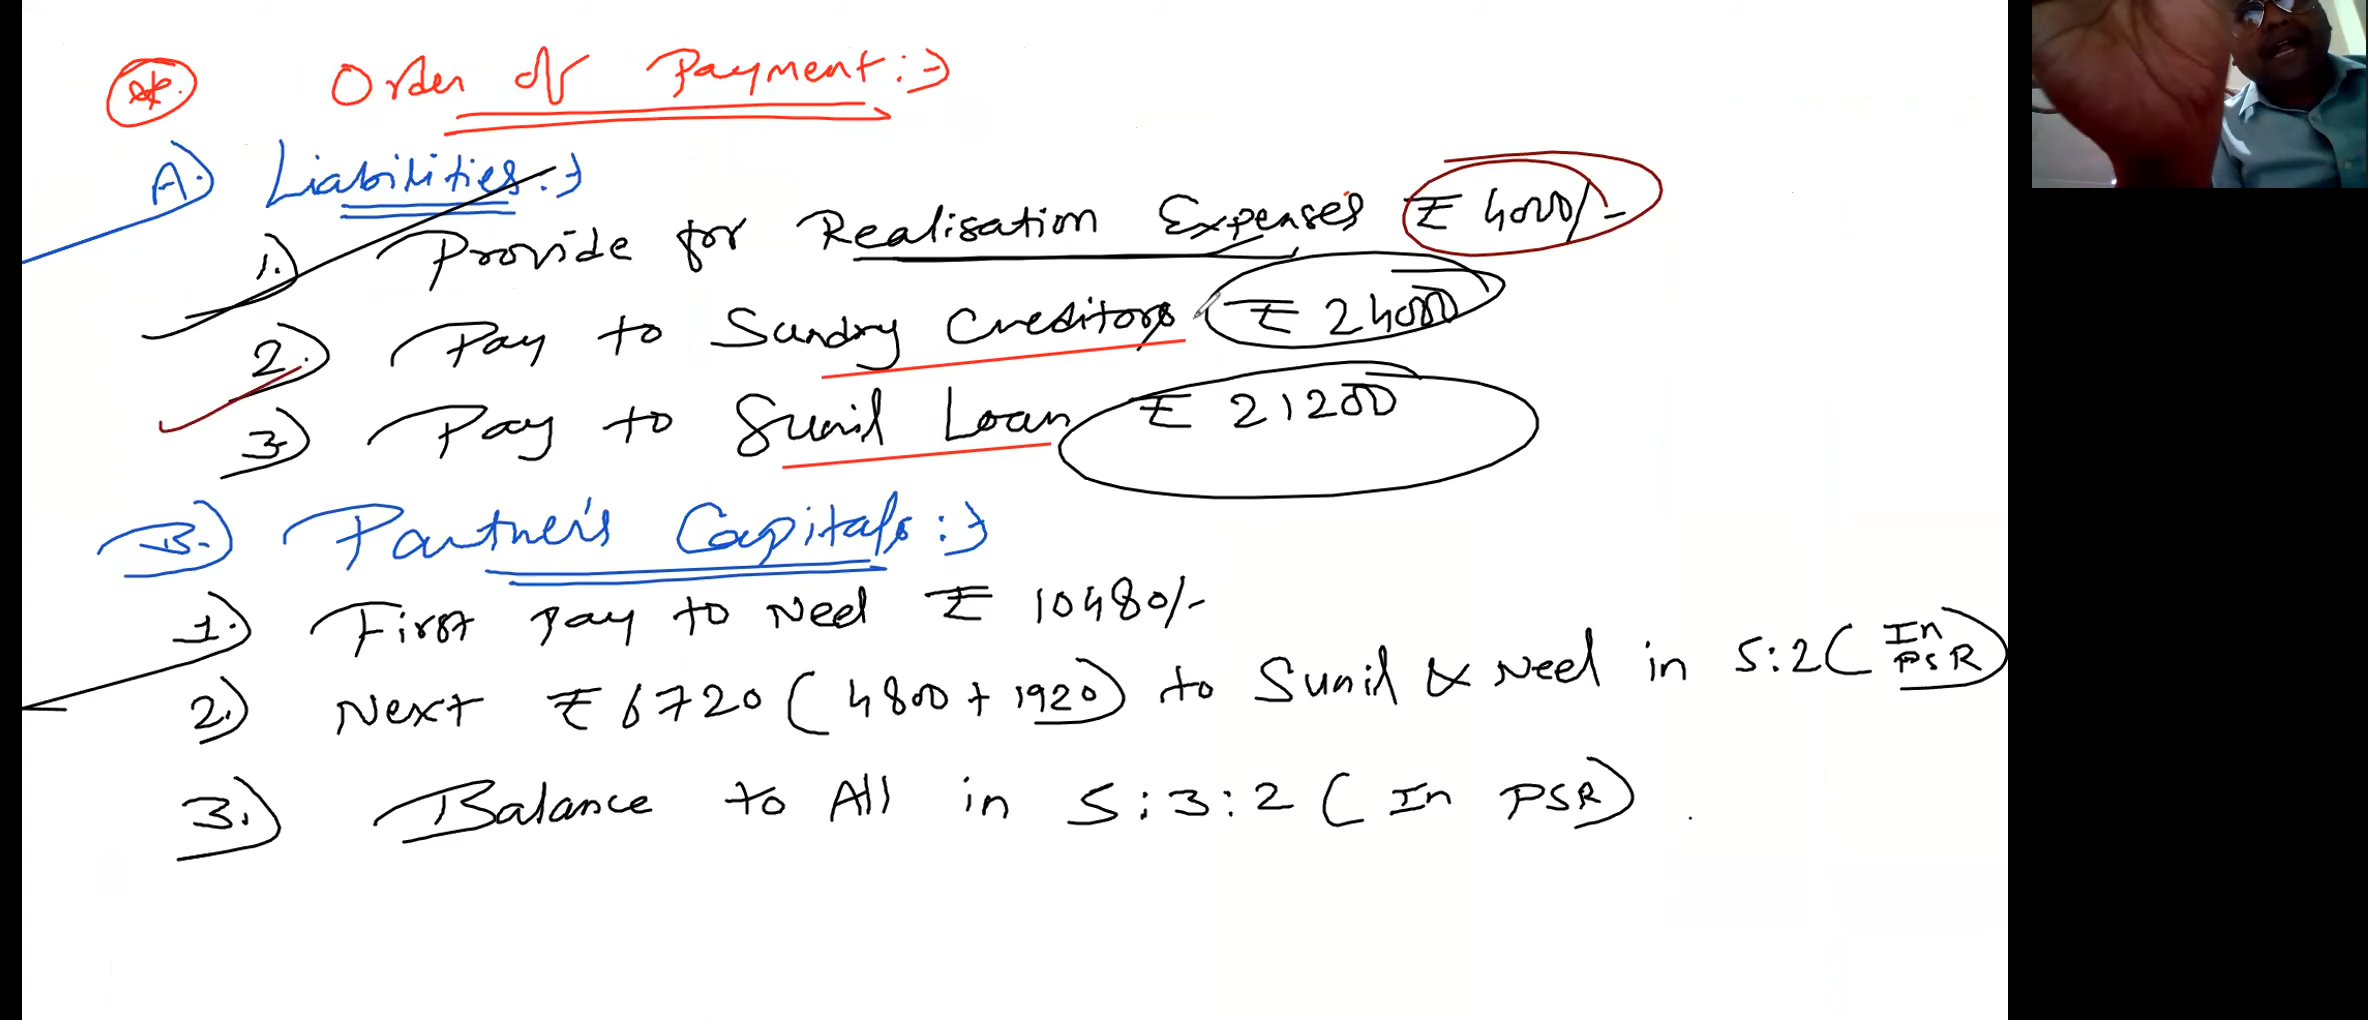 Order of Payment :-)
A.) Liabilities :-)
1.) Provide for Realisation Expenses ₹ 4000/-
2.) Pay to Sundry Creditors ₹ 24000
3.) Pay to Sunil Loan ₹ 21200
B.) Partner's Capitals :-)
1.) First pay to Neel ₹ 10480/-
2.) Next ₹ 6720 (4800 + 1920) to Sunil & Neel in 5:2 (In PSR)
3.) Balance to All in 5:3:2 (In PSR).